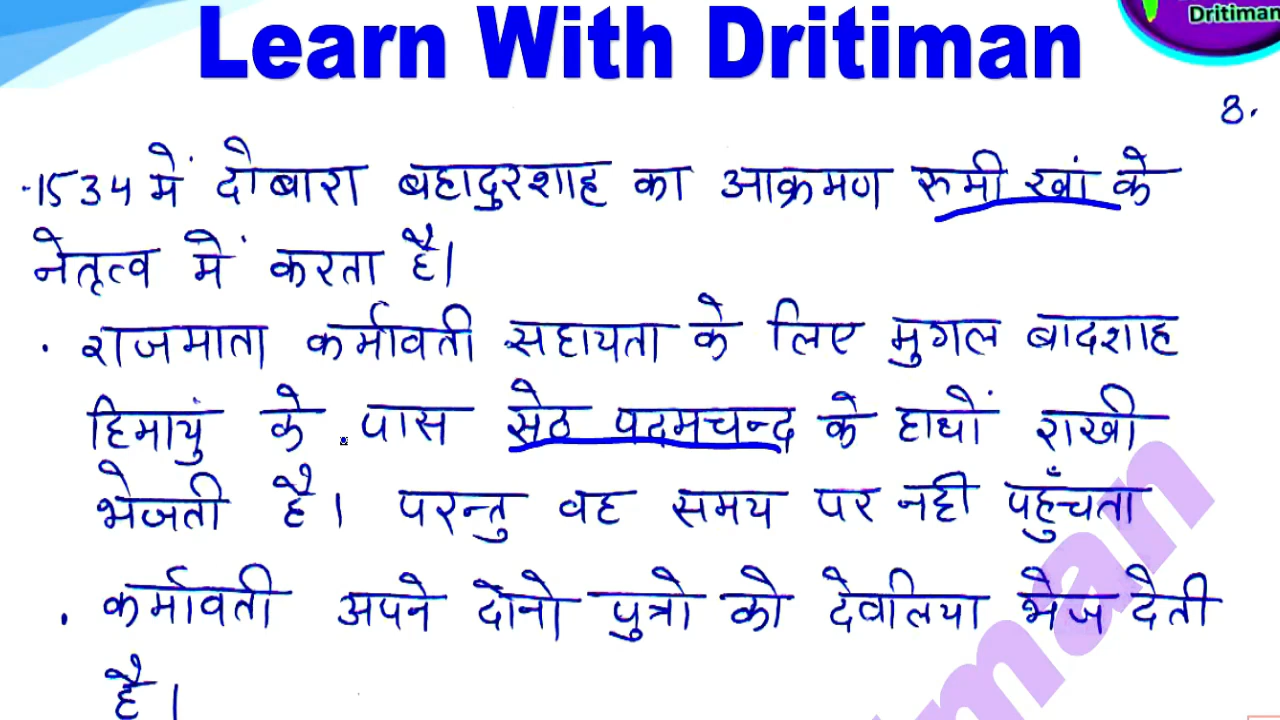 Learn With Dritiman
Dritiman
3.
·1534 में दोबारा बहादुरशाह का आक्रमण रुमी खां के
नेतृत्व में करता है।
· राजमाता कर्मावती सहायता के लिए मुगल बादशाह
हिमायुं के पास सेठ पदमचन्द के हाथों राखी
भेजती है। परन्तु वह समय पर नही पहुँचता
· कर्मावती अपने दोनो पुत्रो को देवलिया भेज देती
है।